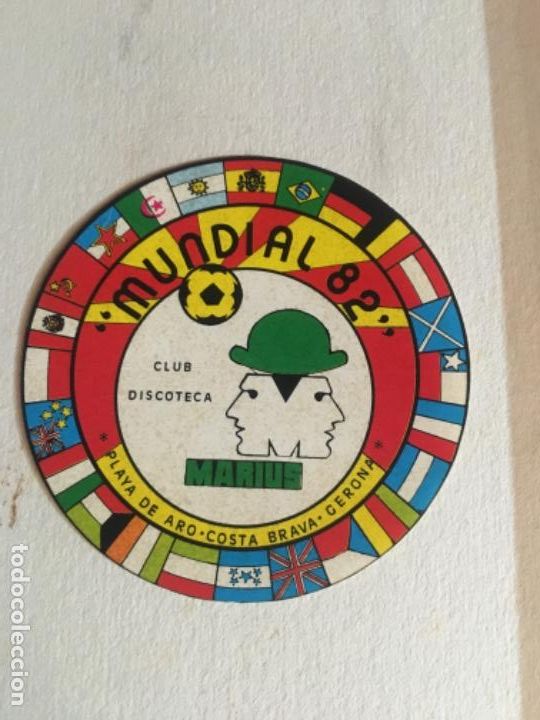 "MUNDIAL 82"
CLUB
DISCOTECA
MARIUS
* PLAYA DE ARO·COSTA BRAVA·GERONA *
todocoleccion